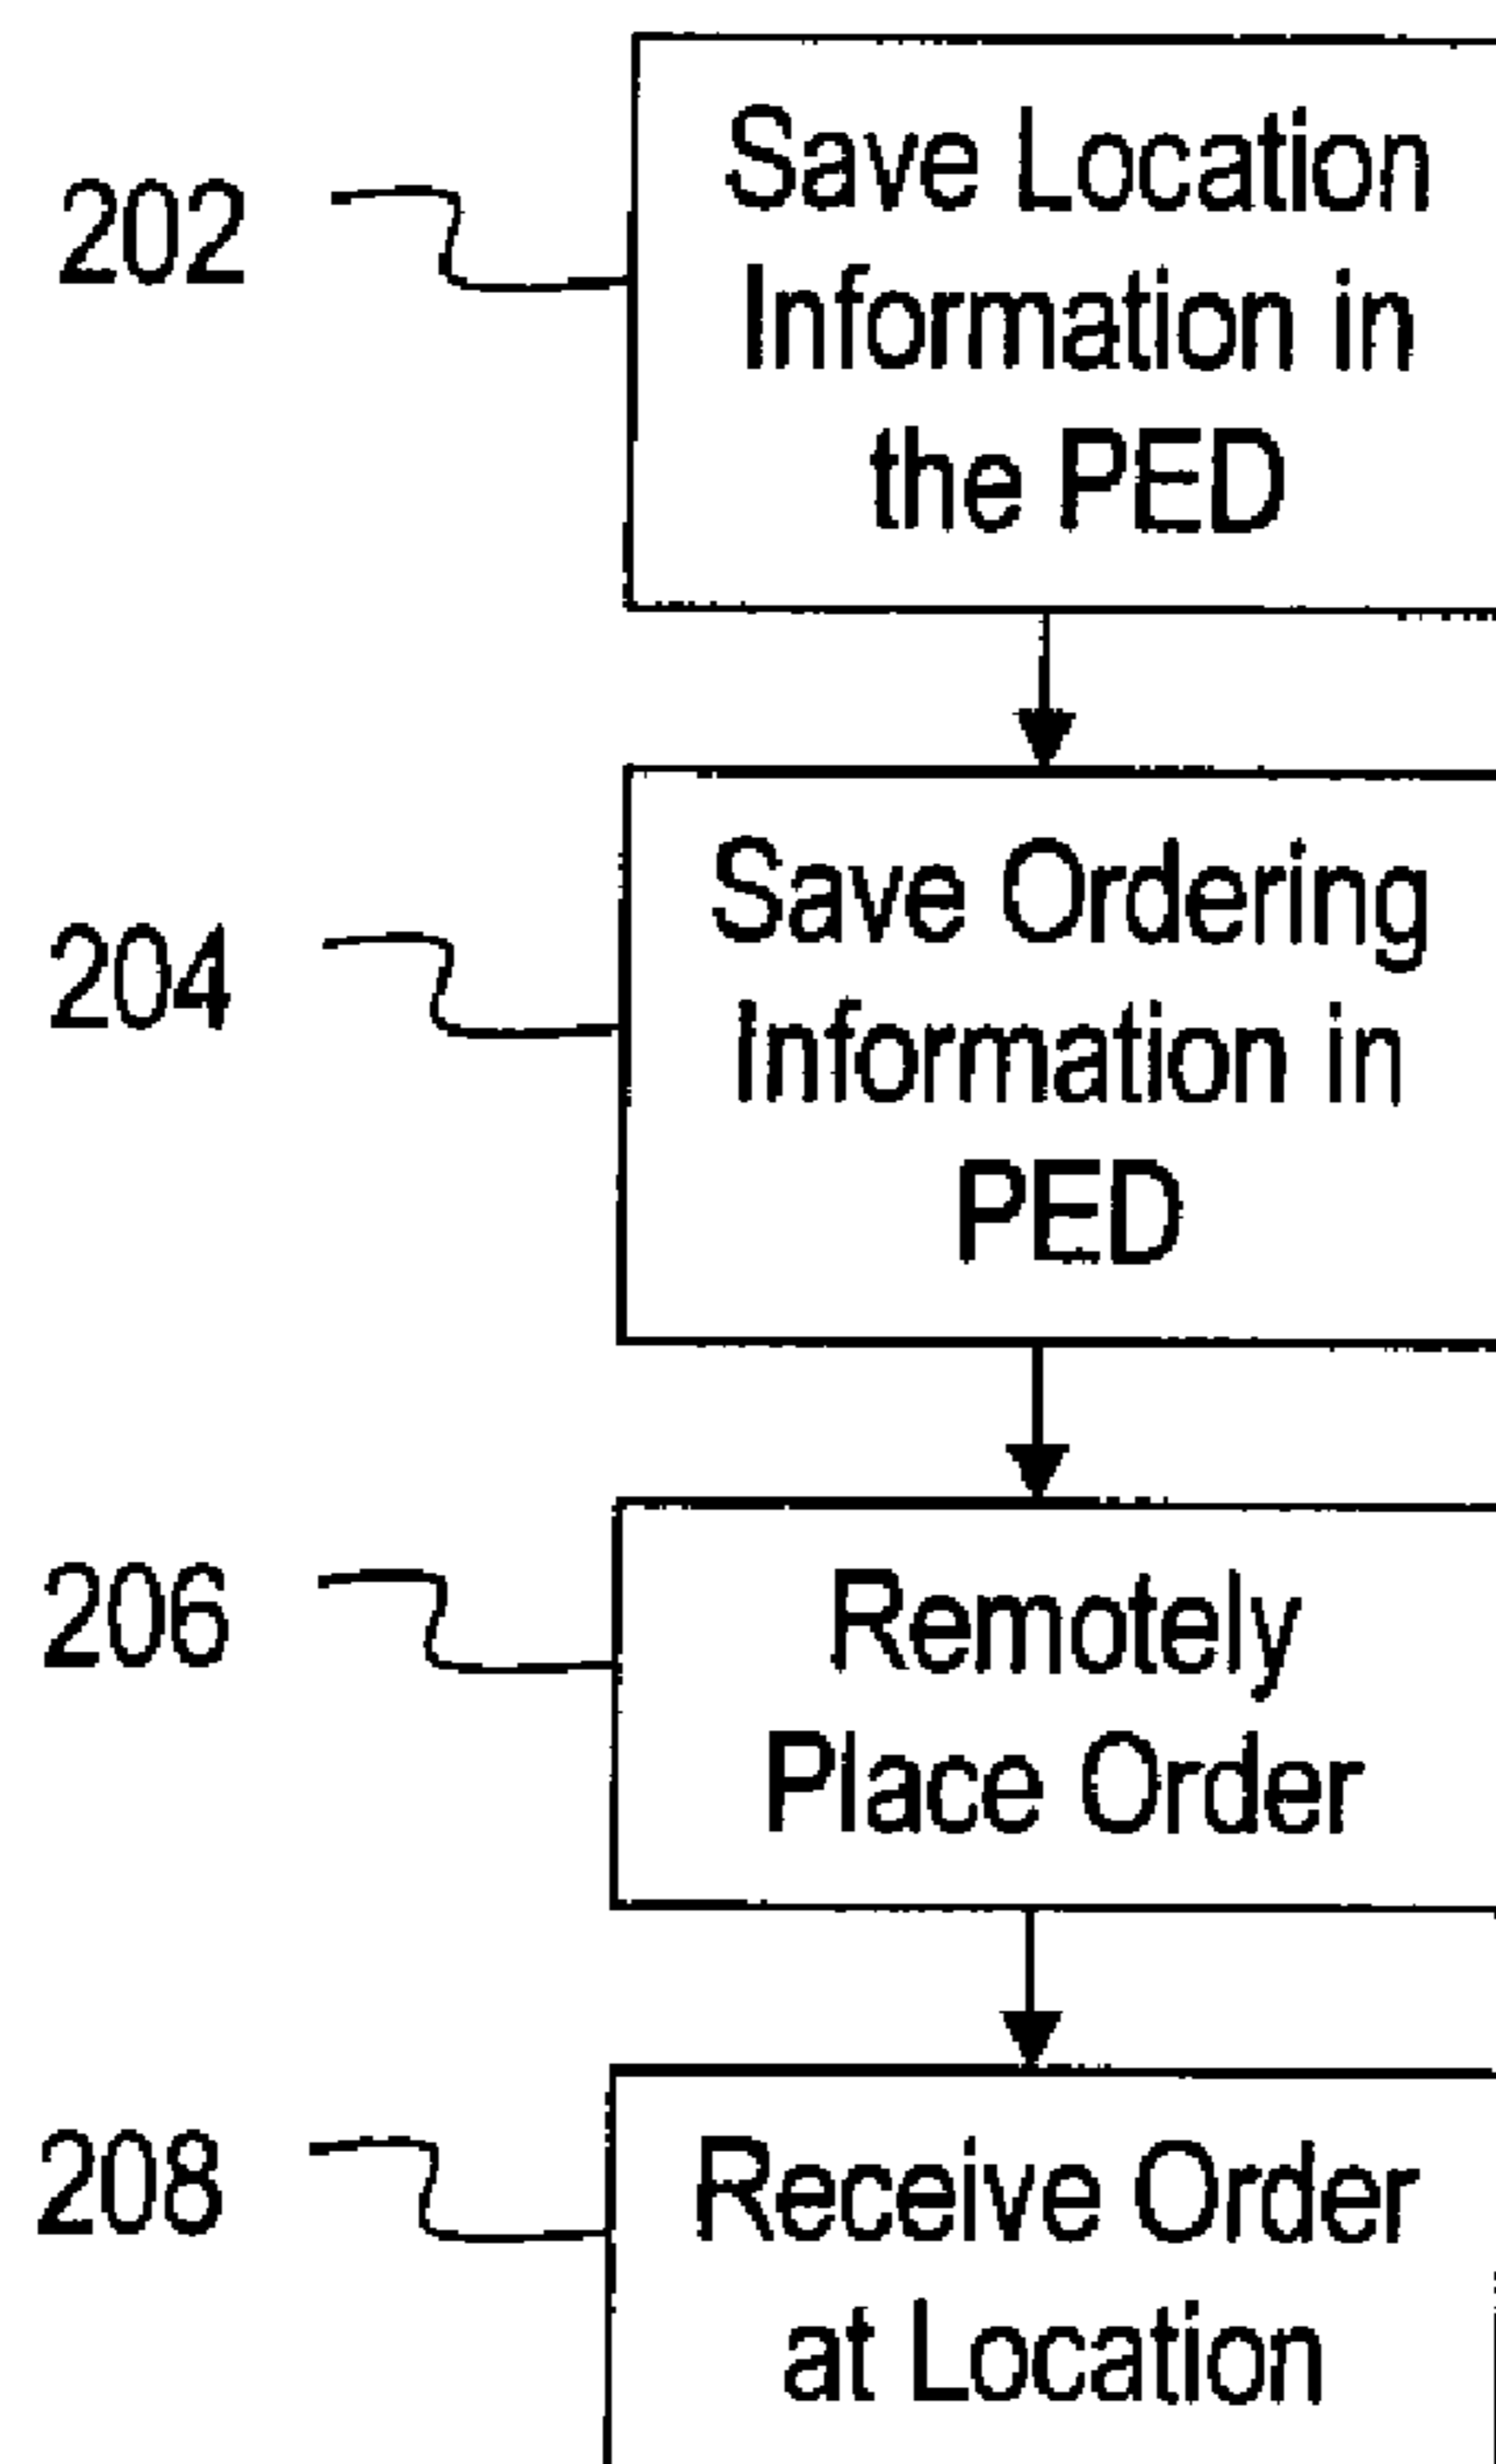 202
Save Location
Information in
the PED
204
Save Ordering
Information in
PED
206
Remotely
Place Order
208
Receive Order
at Location